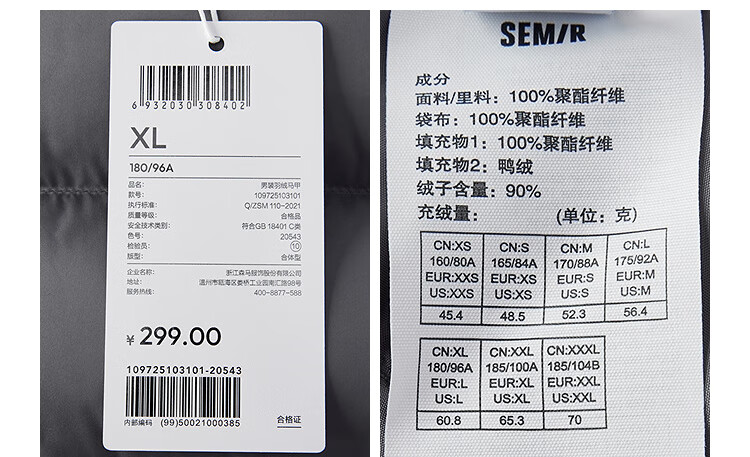 6 932030 308402
XL
180/96A
品名: 男装羽绒马甲
款号: 109725103101
执行标准: Q/ZSM 110-2021
质量等级: 合格品
安全技术类别: 符合GB 18401 C类
色号: 20543
检验员: 10
版型: 合体型
企业名称: 浙江森马服饰股份有限公司
地址: 温州市瓯海区娄桥工业园南汇路98号
服务热线: 400-8877-588
¥ 299.00
109725103101-20543
内部编码 (99)50021000385
合格证
SEMIR
成分
面料/里料：100%聚酯纤维
袋布：100%聚酯纤维
填充物1：100%聚酯纤维
填充物2：鸭绒
绒子含量：90%
充绒量： (单位：克)
CN:XS CN:S CN:M CN:L
160/80A 165/84A 170/88A 175/92A
EUR:XXS EUR:XS EUR:S EUR:M
US:XXS US:XS US:S US:M
45.4 48.5 52.3 56.4
CN:XL CN:XXL CN:XXXL
180/96A 185/100A 185/104B
EUR:L EUR:XL EUR:XXL
US:L US:XL US:XXL
60.8 65.3 70